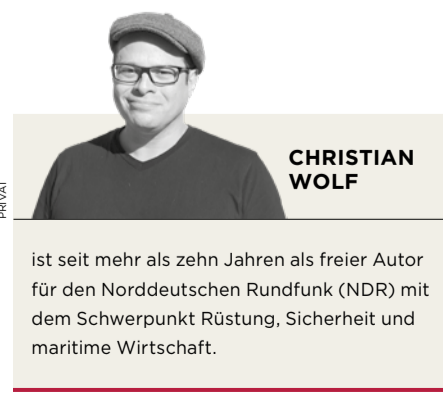 PRIVAT
CHRISTIAN
WOLF
ist seit mehr als zehn Jahren als freier Autor
für den Norddeutschen Rundfunk (NDR) mit
dem Schwerpunkt Rüstung, Sicherheit und
maritime Wirtschaft.